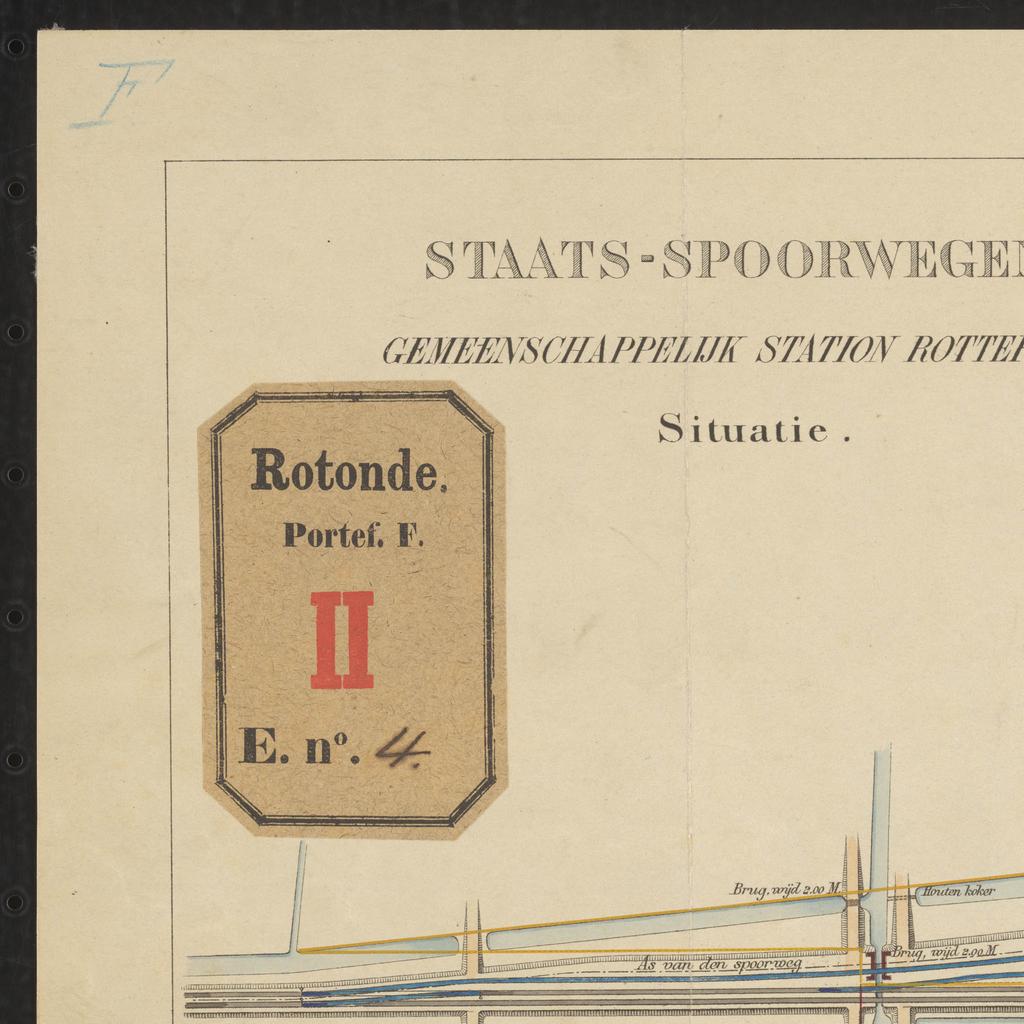 F
STAATS-SPOORWEGEN
GEMEENSCHAPPELIJK STATION ROTTER
Situatie.
Rotonde,
Portef. F.
II
E. nº. 4.
Brug, wijd 2.00 M.
Houten koker
Brug, wijd 2.00 M.
As van den spoorweg